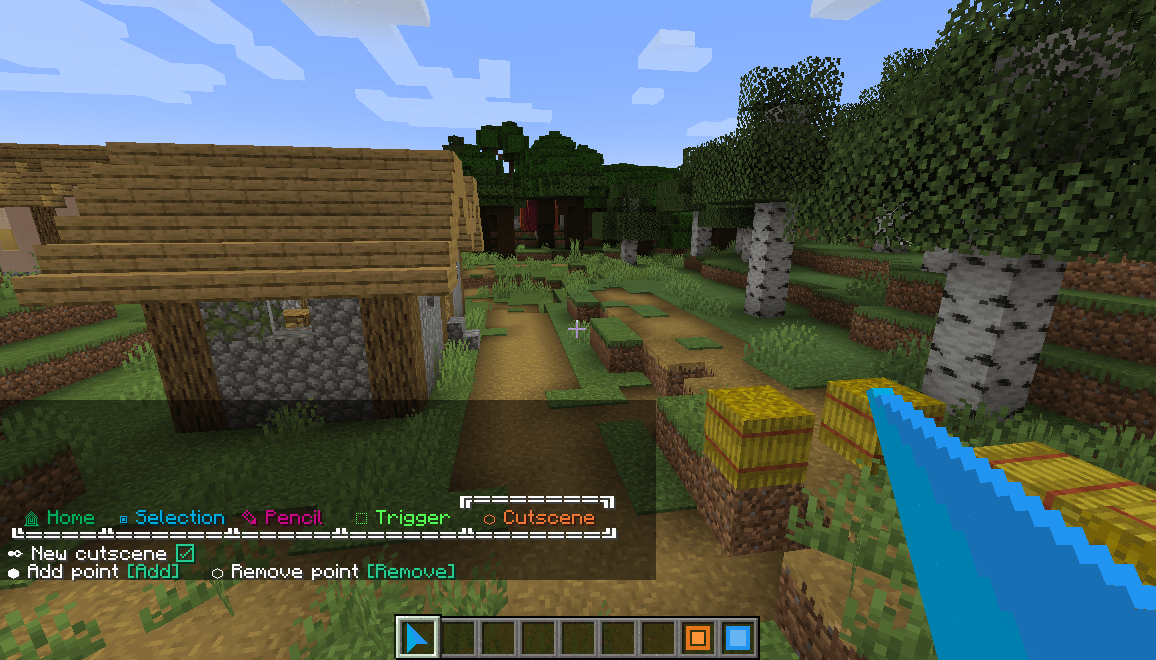 Home Selection Pencil Trigger Cutscene
New cutscene
Add point [Add] Remove point [Remove]